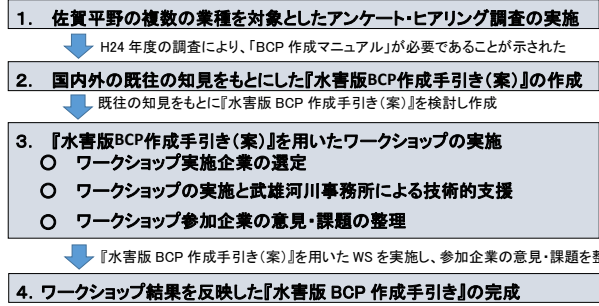 １． 佐賀平野の複数の業種を対象としたアンケート・ヒアリング調査の実施
H24 年度の調査により、「BCP 作成マニュアル」が必要であることが示された
２． 国内外の既往の知見をもとにした『水害版BCP作成手引き（案）』の作成
既往の知見をもとに『水害版 BCP 作成手引き（案）』を検討し作成
３． 『水害版BCP作成手引き（案）』を用いたワークショップの実施
○ ワークショップ実施企業の選定
○ ワークショップの実施と武雄河川事務所による技術的支援
○ ワークショップ参加企業の意見・課題の整理
『水害版 BCP 作成手引き（案）』を用いた WS を実施し、参加企業の意見・課題を
４．ワークショップ結果を反映した『水害版 BCP 作成手引き』の完成